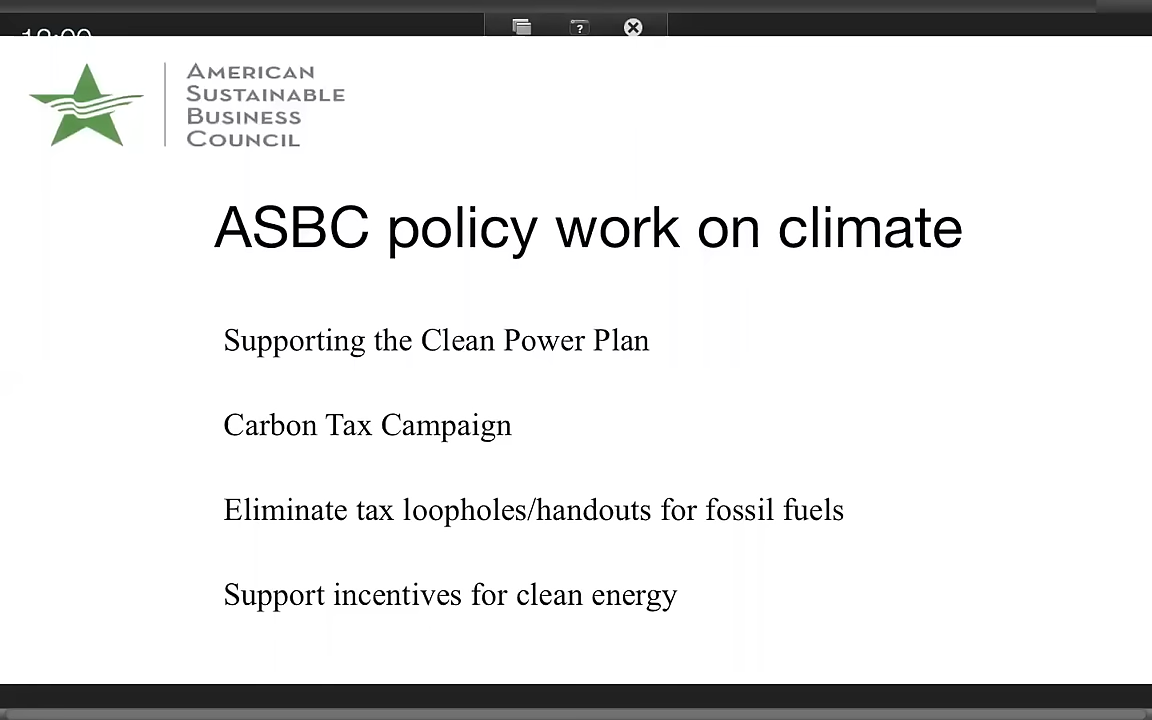 AMERICAN
SUSTAINABLE
BUSINESS
COUNCIL
ASBC policy work on climate
Supporting the Clean Power Plan
Carbon Tax Campaign
Eliminate tax loopholes/handouts for fossil fuels
Support incentives for clean energy